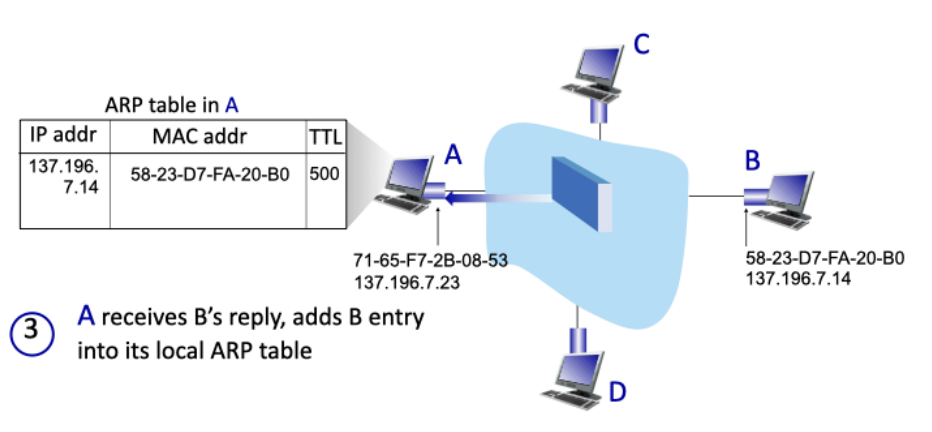 C
ARP table in A
IP addr MAC addr TTL
137.196.
7.14
58-23-D7-FA-20-B0 500
A
B
71-65-F7-2B-08-53
137.196.7.23
58-23-D7-FA-20-B0
137.196.7.14
3
A receives B’s reply, adds B entry
into its local ARP table
D